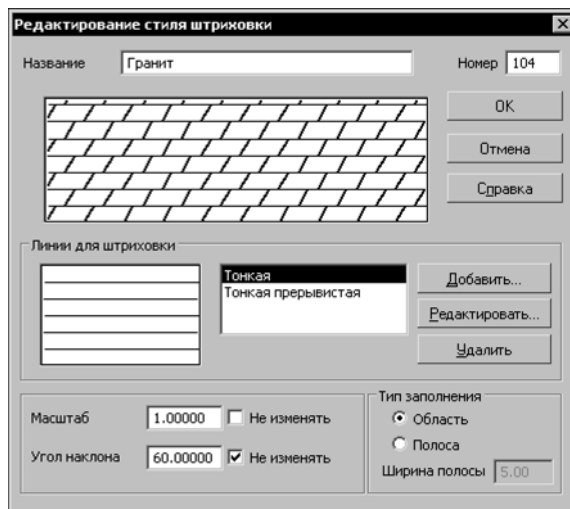 Редактирование стиля штриховки
Название Гранит Номер 104
OK
Отмена
Справка
Линии для штриховки
Тонкая
Тонкая прерывистая
Добавить...
Редактировать...
Удалить
Масштаб 1.00000 Не изменять
Угол наклона 60.00000 Не изменять
Тип заполнения
Область
Полоса
Ширина полосы 5.00